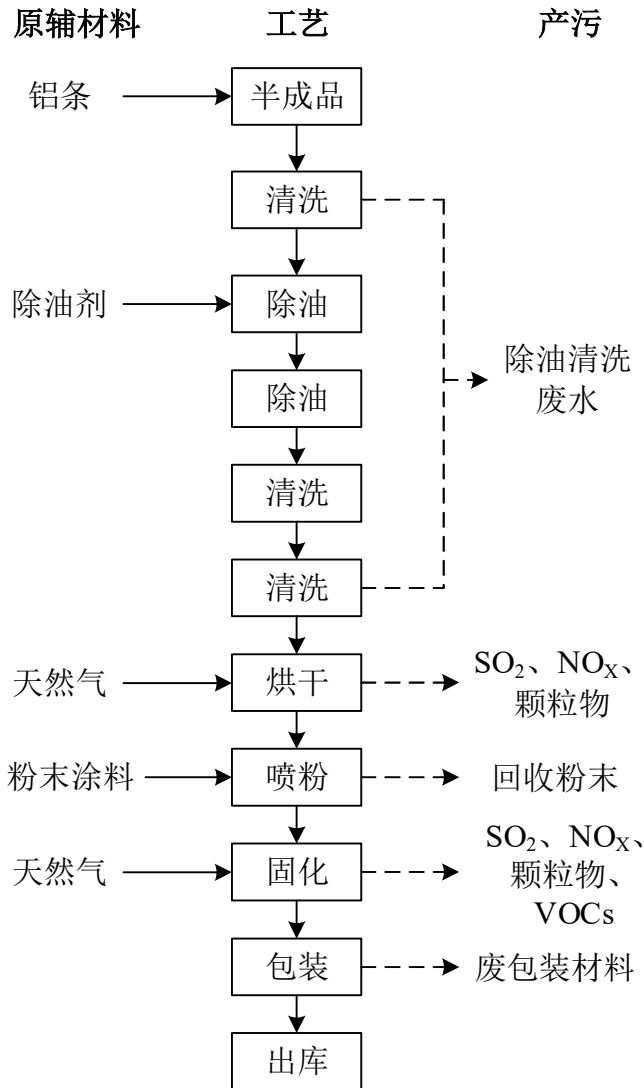 原辅材料 工艺 产污
铝条 半成品
清洗
除油剂 除油
除油清洗
废水
除油
清洗
清洗
天然气 烘干 SO₂、NOₓ、
颗粒物
粉末涂料 喷粉 回收粉末
天然气 固化 SO₂、NOₓ、
颗粒物、
VOCs
包装 废包装材料
出库